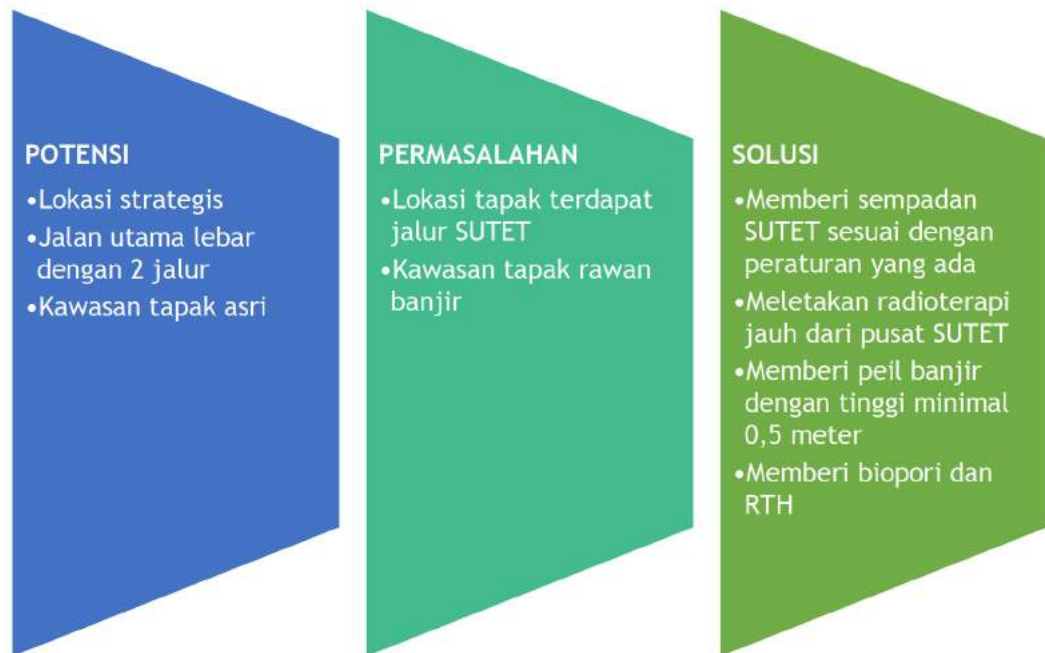 POTENSI
•Lokasi strategis
•Jalan utama lebar
dengan 2 jalur
•Kawasan tapak asri
PERMASALAHAN
•Lokasi tapak terdapat
jalur SUTET
•Kawasan tapak rawan
banjir
SOLUSI
•Memberi sempadan
SUTET sesuai dengan
peraturan yang ada
•Meletakan radioterapi
jauh dari pusat SUTET
•Memberi peil banjir
dengan tinggi minimal
0,5 meter
•Memberi biopori dan
RTH